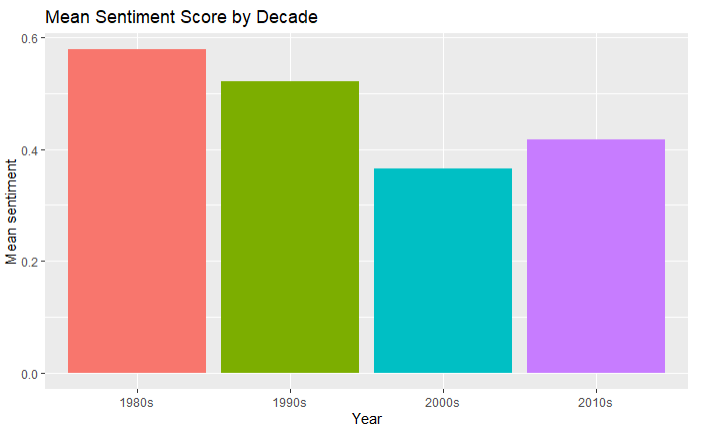 Mean Sentiment Score by Decade
0.6
0.4
0.2
0.0
Mean sentiment
1980s 1990s 2000s 2010s
Year